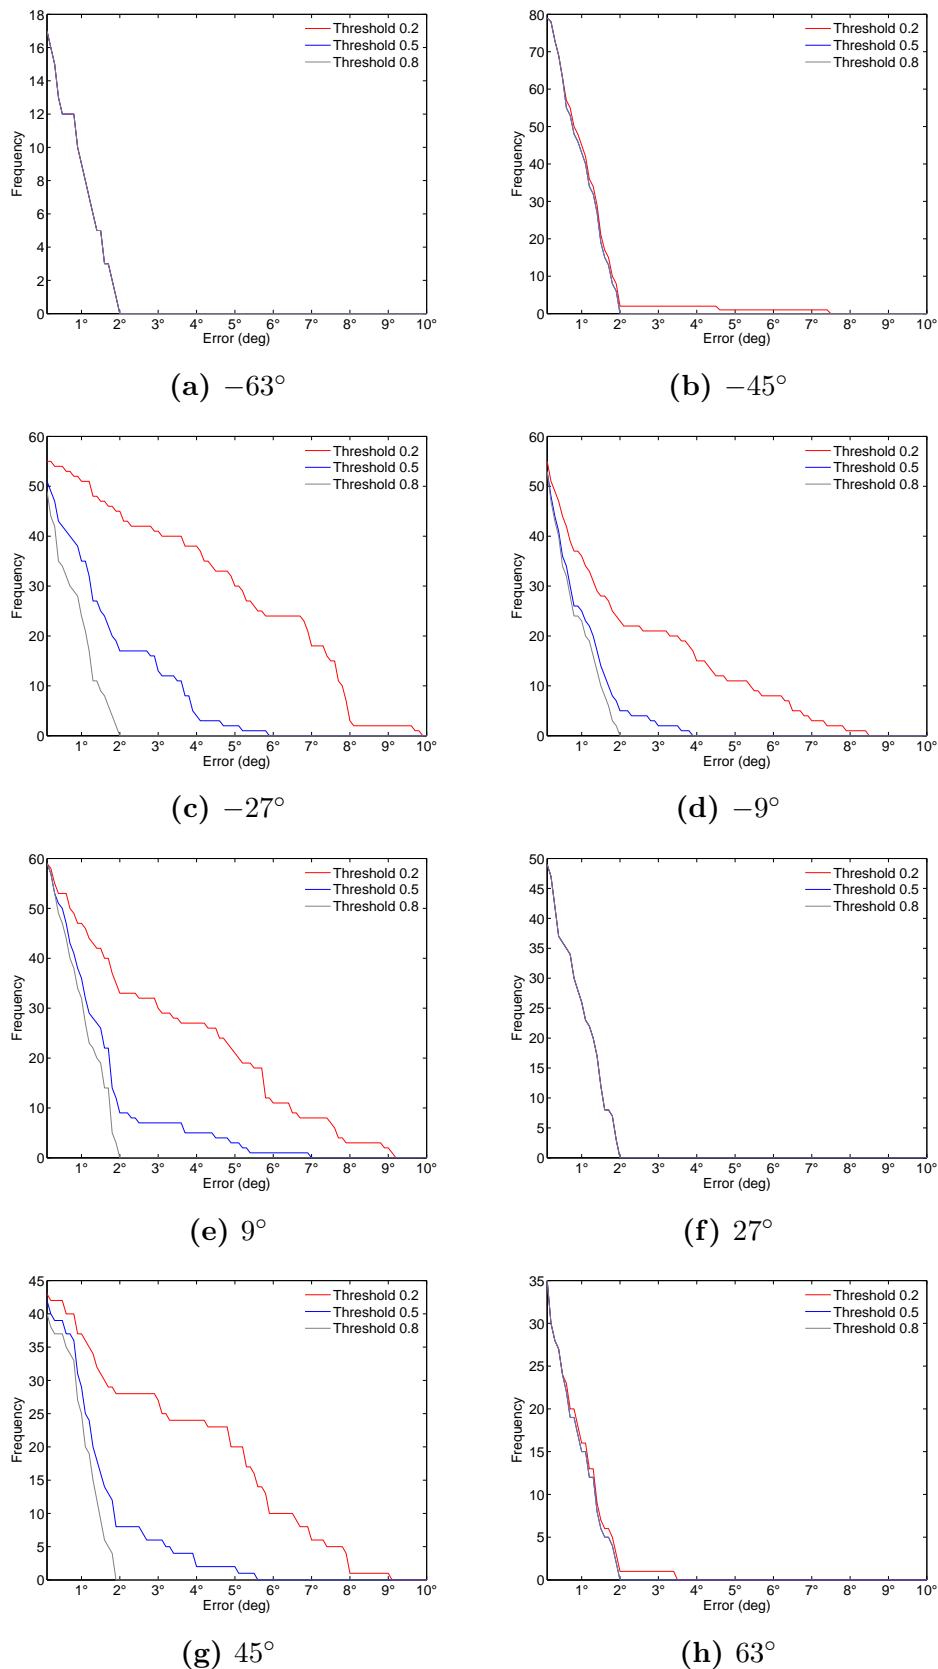 18
16
14
12
10
8
6
4
2
0
Frequency
1° 2° 3° 4° 5° 6° 7° 8° 9° 10°
Error (deg)
Threshold 0.2
Threshold 0.5
Threshold 0.8
(a) −63°
80
70
60
50
40
30
20
10
0
Frequency
1° 2° 3° 4° 5° 6° 7° 8° 9° 10°
Error (deg)
Threshold 0.2
Threshold 0.5
Threshold 0.8
(b) −45°
60
50
40
30
20
10
0
Frequency
1° 2° 3° 4° 5° 6° 7° 8° 9° 10°
Error (deg)
Threshold 0.2
Threshold 0.5
Threshold 0.8
(c) −27°
60
50
40
30
20
10
0
Frequency
1° 2° 3° 4° 5° 6° 7° 8° 9° 10°
Error (deg)
Threshold 0.2
Threshold 0.5
Threshold 0.8
(d) −9°
60
50
40
30
20
10
0
Frequency
1° 2° 3° 4° 5° 6° 7° 8° 9° 10°
Error (deg)
Threshold 0.2
Threshold 0.5
Threshold 0.8
(e) 9°
50
45
40
35
30
25
20
15
10
5
0
Frequency
1° 2° 3° 4° 5° 6° 7° 8° 9° 10°
Error (deg)
Threshold 0.2
Threshold 0.5
Threshold 0.8
(f) 27°
45
40
35
30
25
20
15
10
5
0
Frequency
1° 2° 3° 4° 5° 6° 7° 8° 9° 10°
Error (deg)
Threshold 0.2
Threshold 0.5
Threshold 0.8
(g) 45°
35
30
25
20
15
10
5
0
Frequency
1° 2° 3° 4° 5° 6° 7° 8° 9° 10°
Error (deg)
Threshold 0.2
Threshold 0.5
Threshold 0.8
(h) 63°